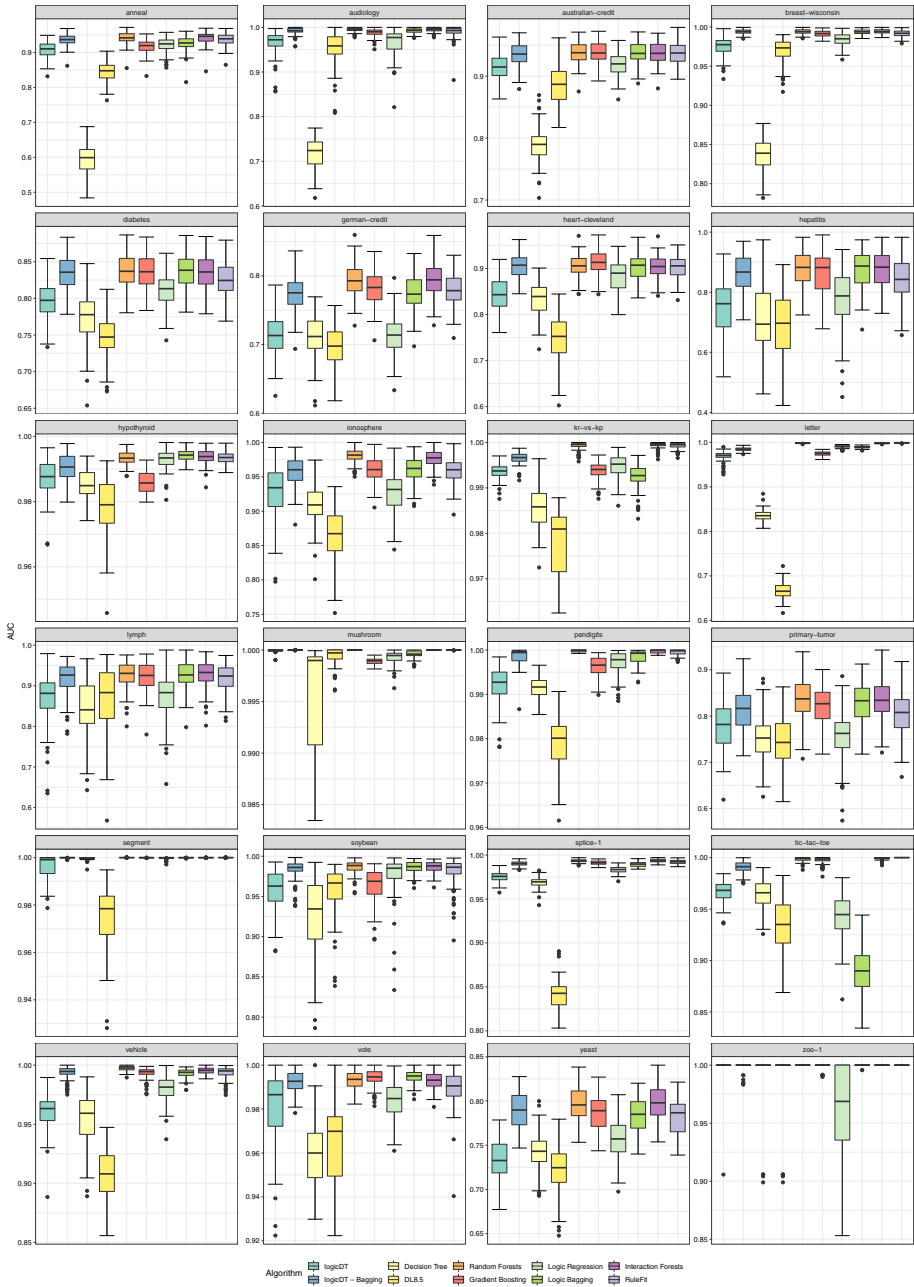 anneal audiology australian-credit breast-wisconsin
0.9 0.8 0.7 0.6 0.5
1.0 0.9 0.8 0.7 0.6
0.9 0.8 0.7
1.00 0.95 0.90 0.85 0.80
diabetes german-credit heart-cleveland hepatitis
0.85 0.80 0.75 0.70 0.65
0.8 0.7 0.6
1.0 0.9 0.8 0.7 0.6
1.0 0.8 0.6 0.4
hypothyroid ionosphere kr-vs-kp letter
1.00 0.98 0.96
1.00 0.95 0.90 0.85 0.80 0.75
1.00 0.99 0.98 0.97
1.0 0.9 0.8 0.7 0.6
AUC
lymph mushroom pendigits primary-tumor
1.0 0.9 0.8 0.7 0.6
1.000 0.995 0.990 0.985
1.00 0.99 0.98 0.97 0.96
1.0 0.9 0.8 0.7 0.6
segment soybean splice-1 tic-tac-toe
1.00 0.98 0.96 0.94
1.00 0.95 0.90 0.85 0.80
1.00 0.95 0.90 0.85 0.80
1.00 0.95 0.90 0.85
vehicle vote yeast zoo-1
1.00 0.95 0.90 0.85
1.00 0.98 0.96 0.94 0.92
0.85 0.80 0.75 0.70 0.65
1.00 0.95 0.90 0.85
Algorithm
logicDT Decision Tree Random Forests Logic Regression Interaction Forests
logicDT - Bagging DL8.5 Gradient Boosting Logic Bagging RuleFit